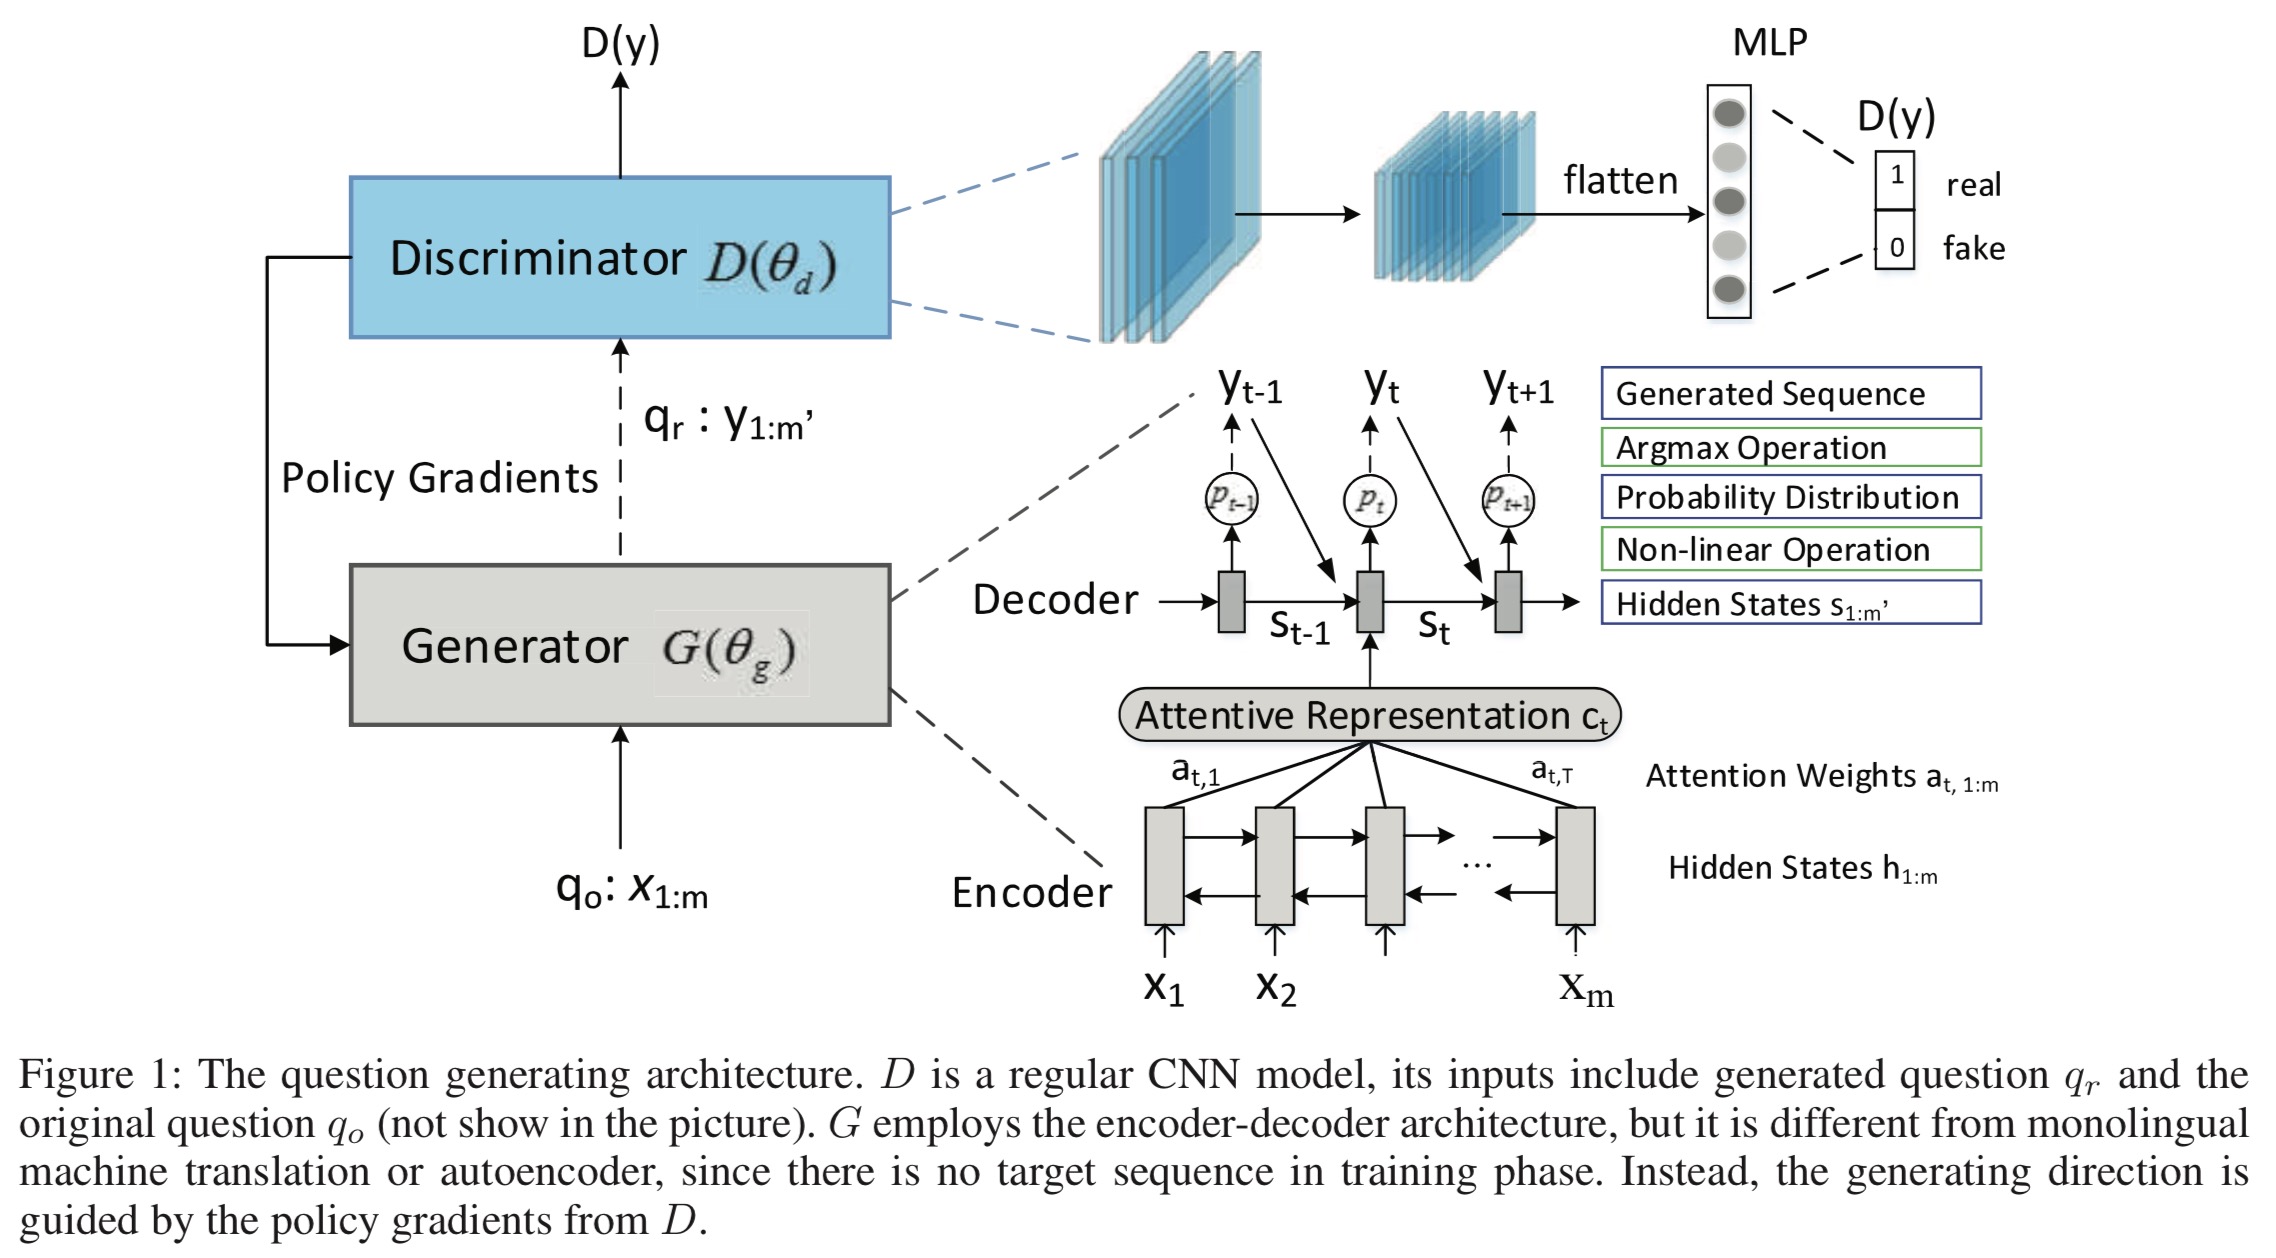 D(y)
MLP
D(y)
Discriminator D(θ_d)
flatten
1 real
0 fake
q_r : y_{1:m'}
Policy Gradients
Generator G(θ_g)
q_o: x_{1:m}
y_{t-1} y_t y_{t+1}
p_{t-1} p_t p_{t+1}
Decoder
s_{t-1} s_t
Generated Sequence
Argmax Operation
Probability Distribution
Non-linear Operation
Hidden States s_{1:m'}
Attentive Representation c_t
a_{t,1} a_{t,T}
Attention Weights a_{t, 1:m}
...
Hidden States h_{1:m}
Encoder
x_1 x_2 x_m
Figure 1: The question generating architecture. D is a regular CNN model, its inputs include generated question q_r and the
original question q_o (not show in the picture). G employs the encoder-decoder architecture, but it is different from monolingual
machine translation or autoencoder, since there is no target sequence in training phase. Instead, the generating direction is
guided by the policy gradients from D.